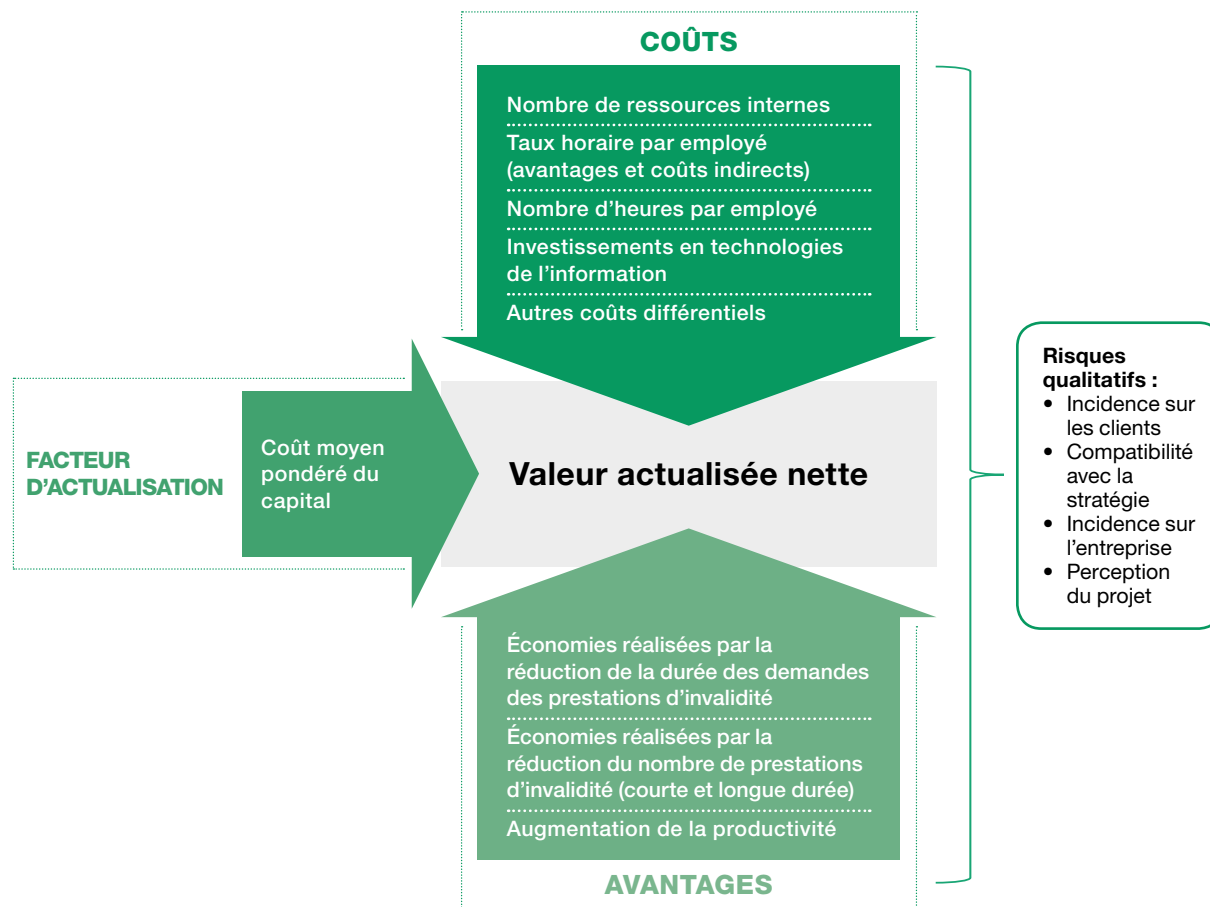 COÛTS
Nombre de ressources internes
Taux horaire par employé
(avantages et coûts indirects)
Nombre d’heures par employé
Investissements en technologies
de l’information
Autres coûts différentiels
FACTEUR
D’ACTUALISATION
Coût moyen
pondéré du
capital
Valeur actualisée nette
Économies réalisées par la
réduction de la durée des demandes
des prestations d’invalidité
Économies réalisées par la
réduction du nombre de prestations
d’invalidité (courte et longue durée)
Augmentation de la productivité
AVANTAGES
Risques
qualitatifs :
• Incidence sur
les clients
• Compatibilité
avec la
stratégie
• Incidence sur
l’entreprise
• Perception
du projet